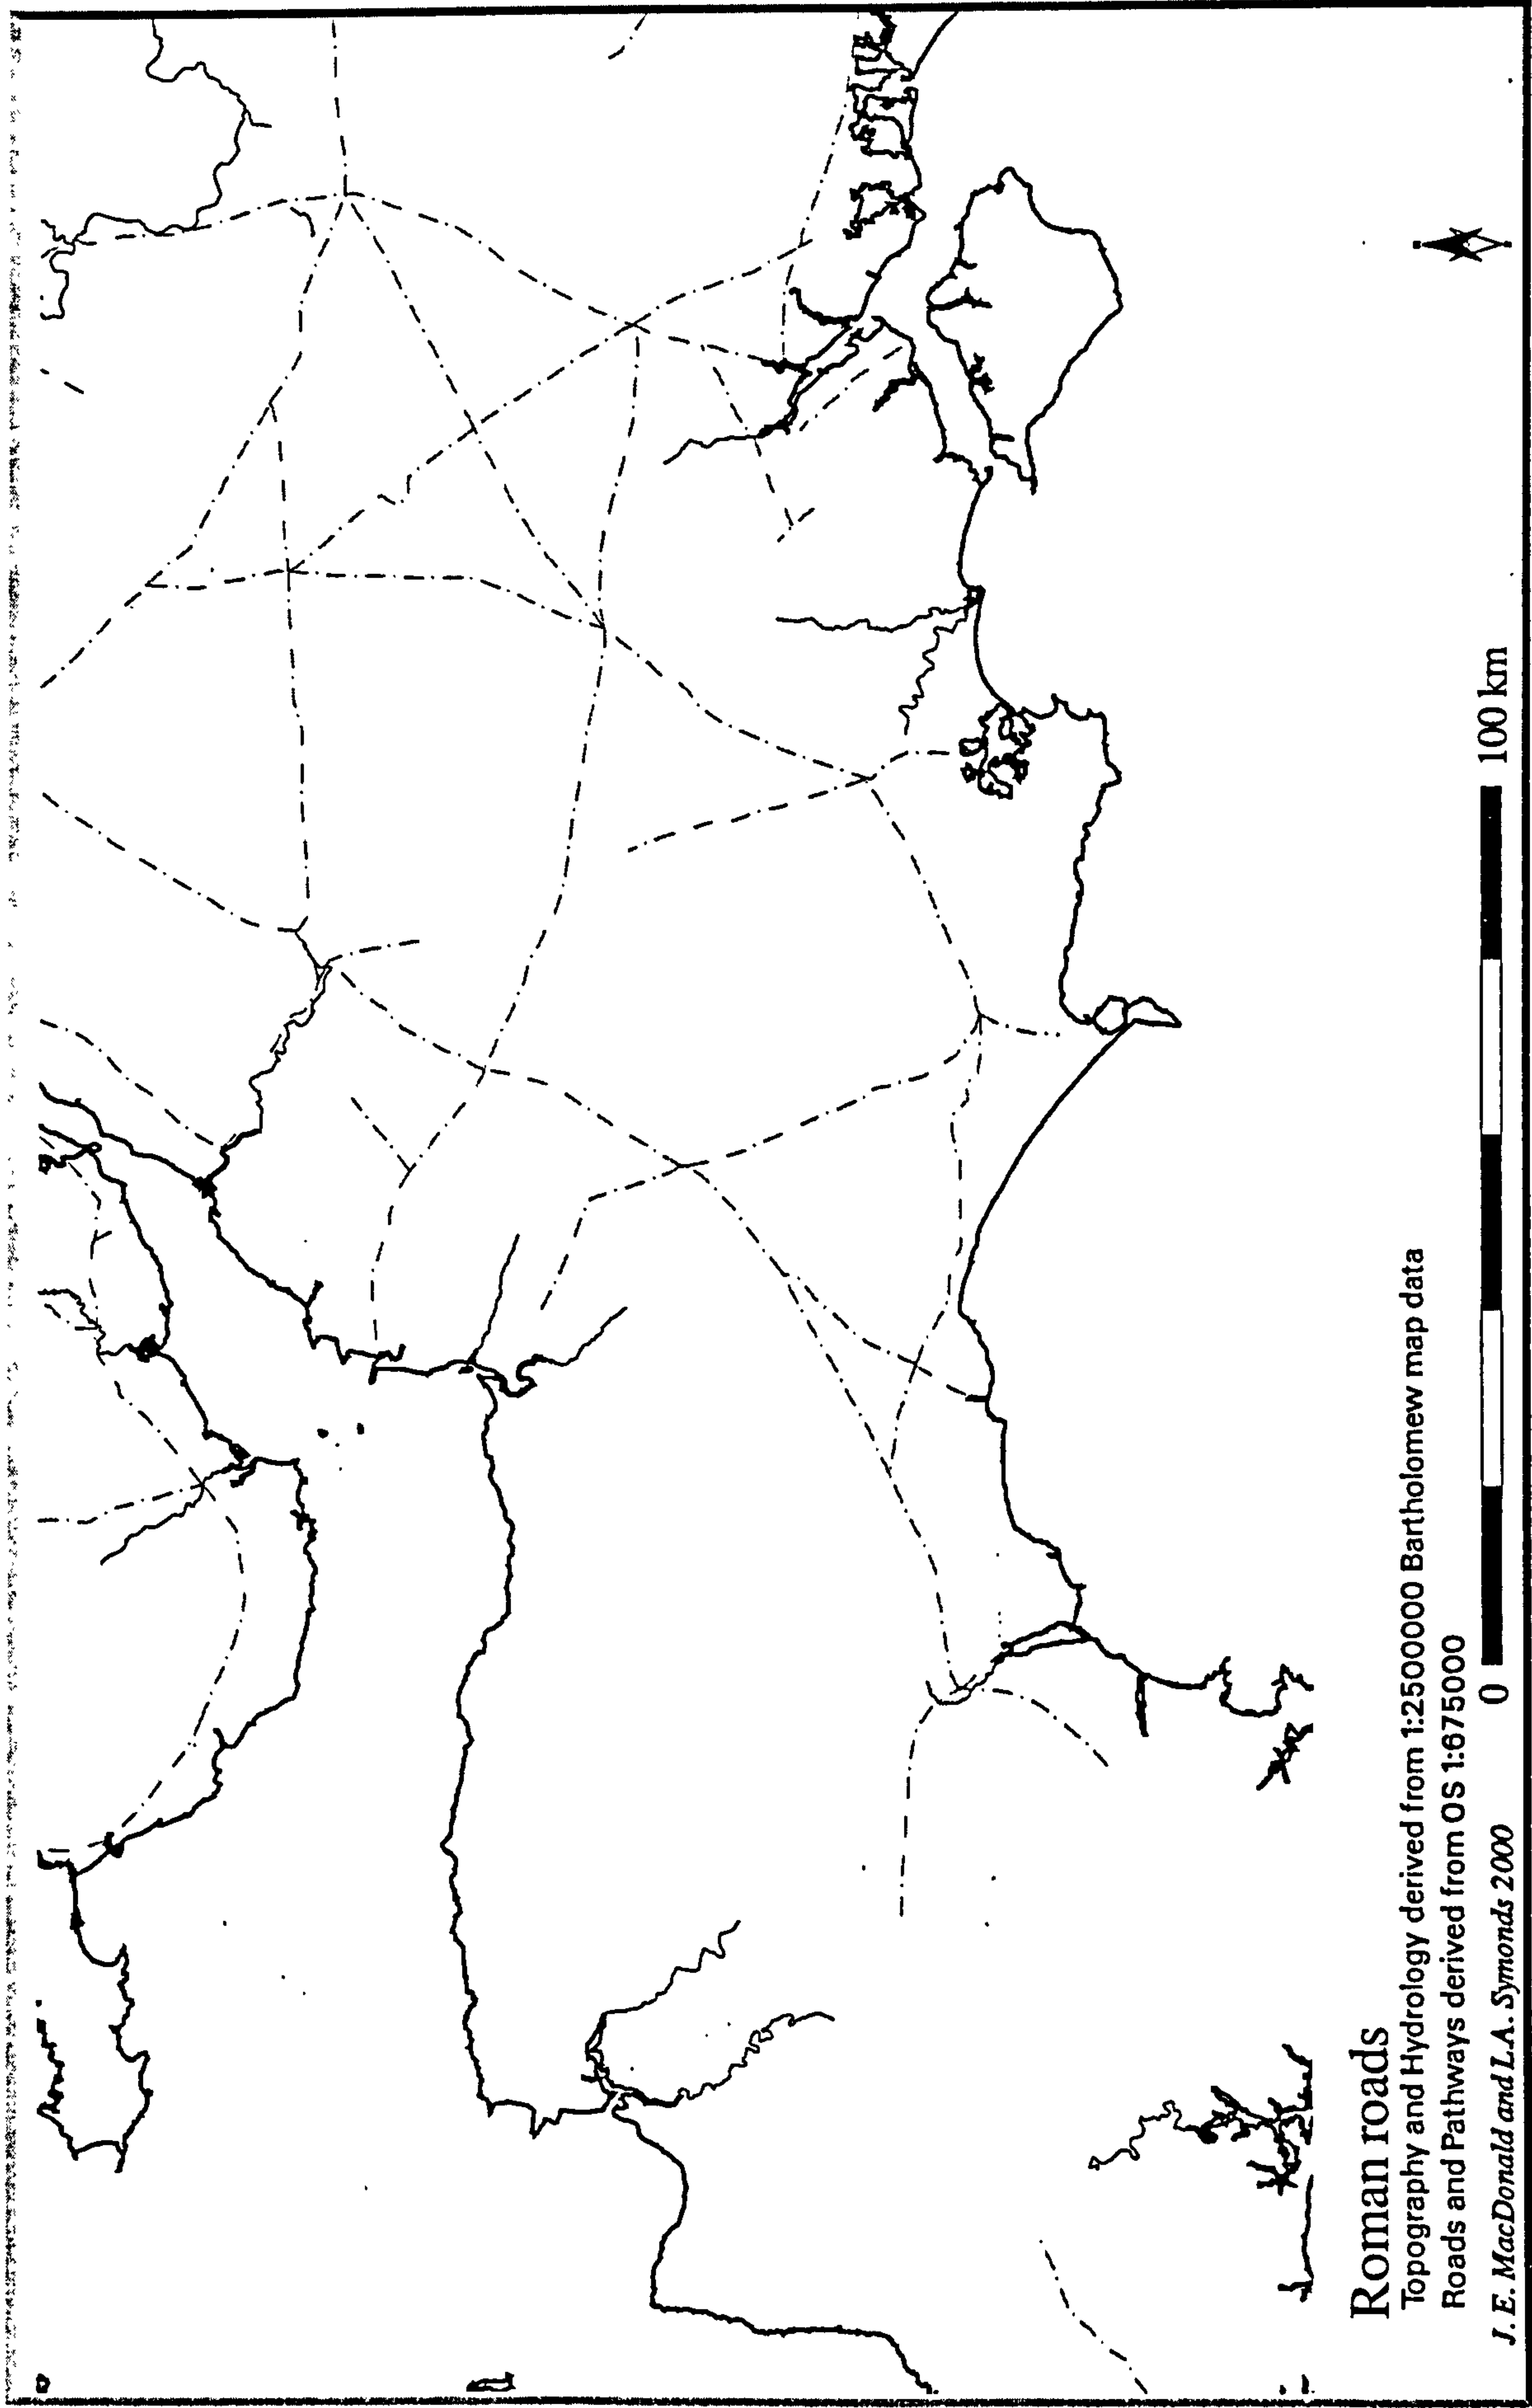 Roman roads
Topography and Hydrology derived from 1:2500000 Bartholomew map data
Roads and Pathways derived from OS 1:675000
J. E. MacDonald and L.A. Symonds 2000
0
100 km